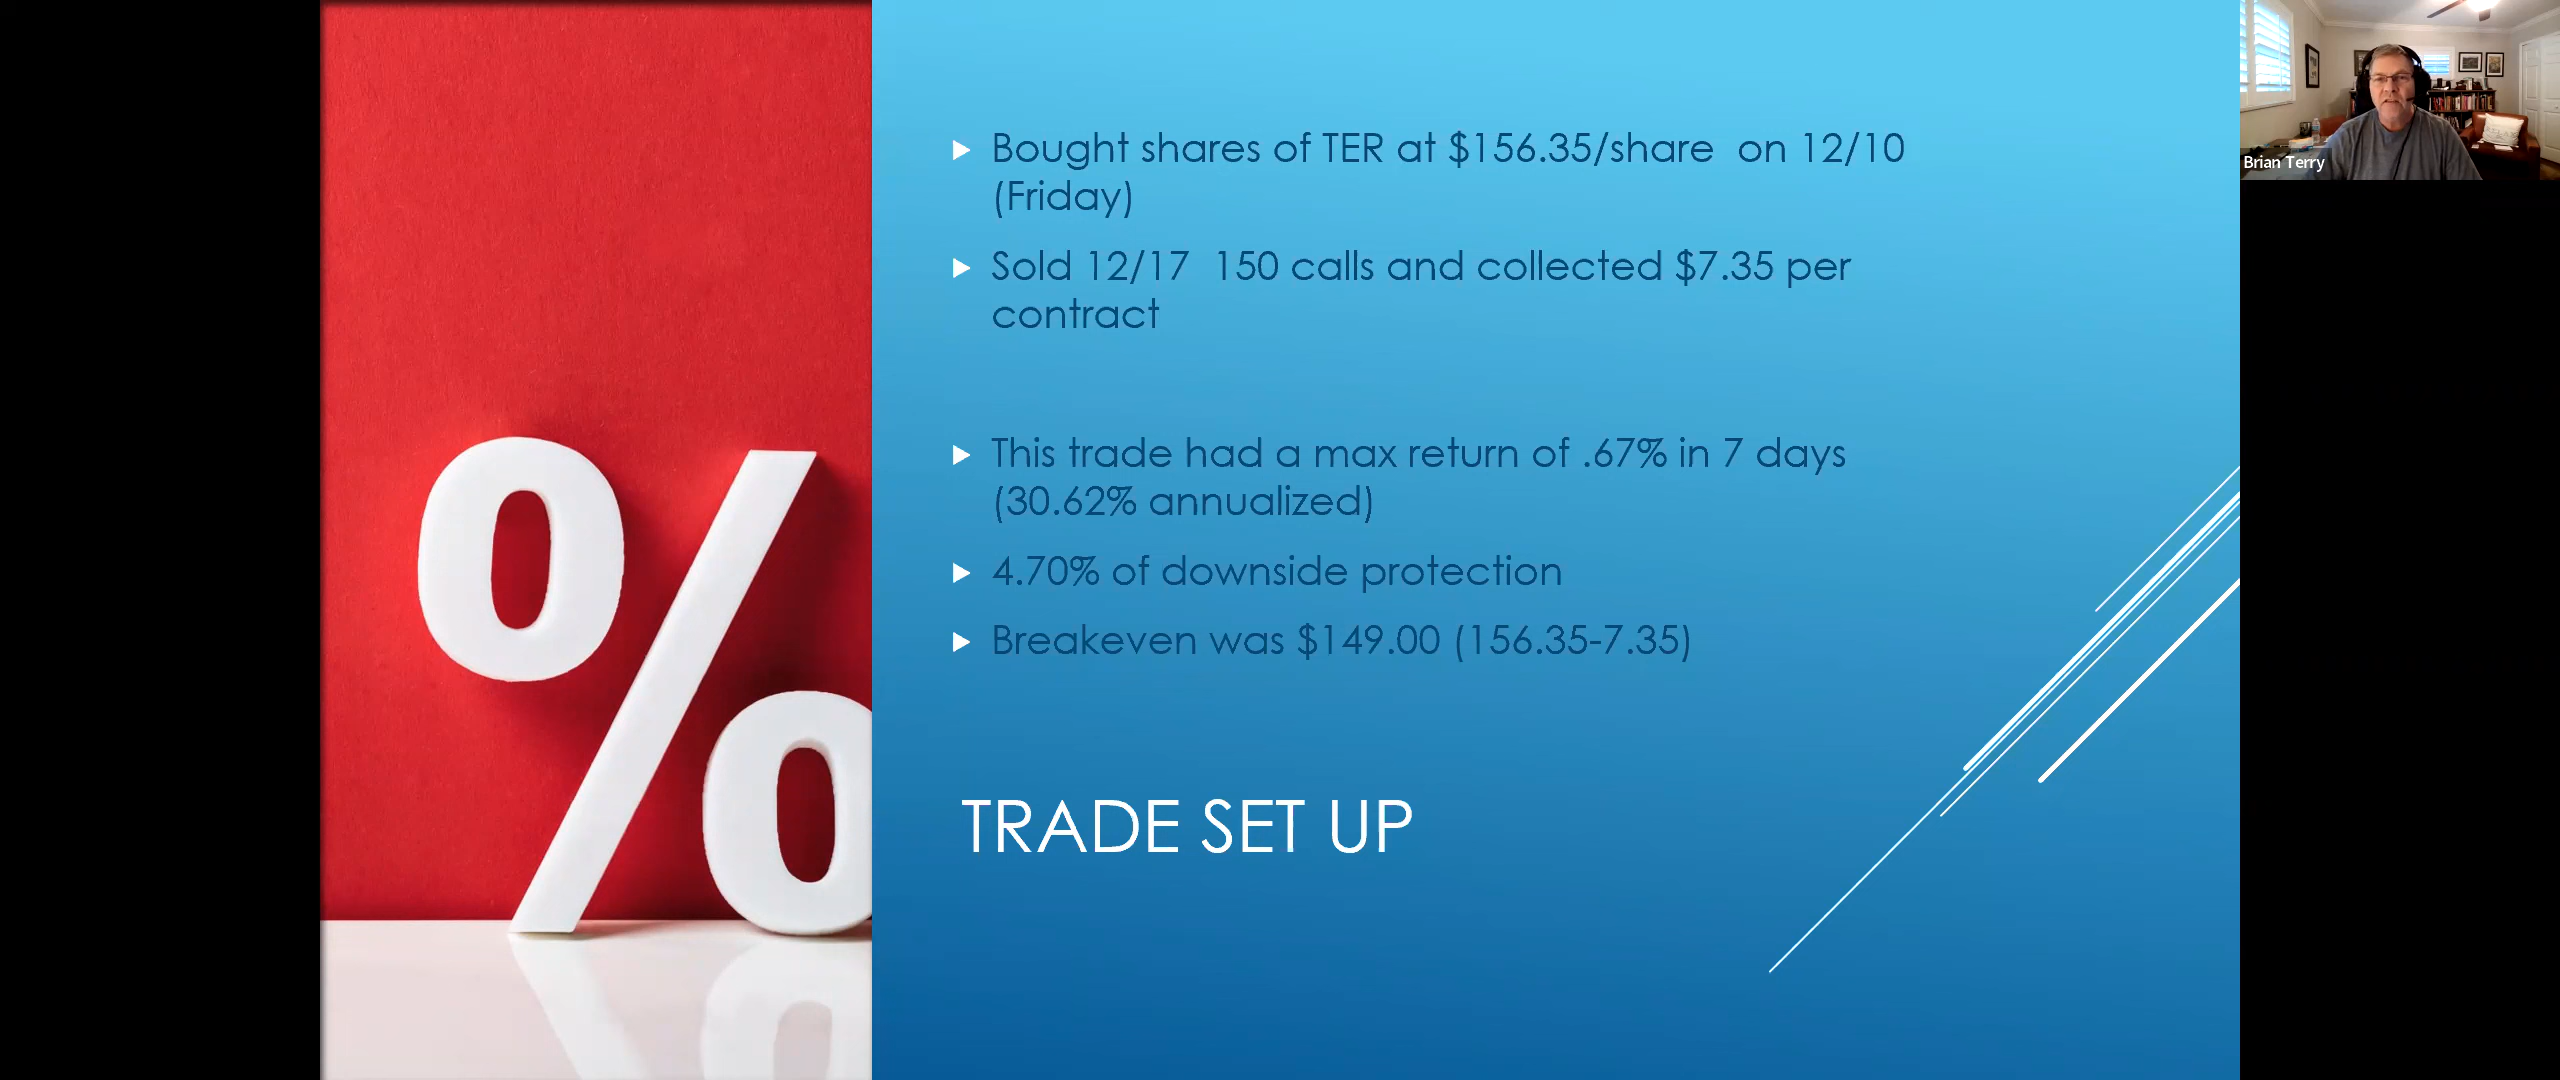 Bought shares of TER at $156.35/share  on 12/10
(Friday)
Sold 12/17  150 calls and collected $7.35 per
contract
This trade had a max return of .67% in 7 days
(30.62% annualized)
4.70% of downside protection
Breakeven was $149.00 (156.35-7.35)
TRADE SET UP
%
Brian Terry